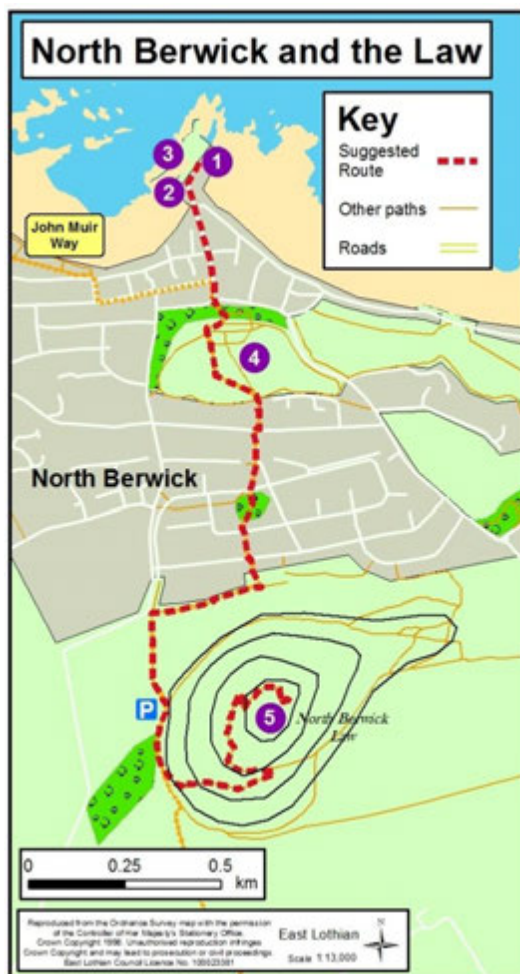 North Berwick and the Law
Key
Suggested
Route
Other paths
Roads
3
1
2
John Muir
Way
4
North Berwick
P
5
North Berwick
Law
0
0.25
0.5
km
Reproduced from the Ordnance Survey map with the permission
of the Controller of Her Majesty's Stationery Office.
Crown Copyright 1998. Unauthorised reproduction infringes
Crown Copyright and may lead to prosecution or civil proceedings.
East Lothian Council Licence No.
East Lothian
N
Scale 1:13,000